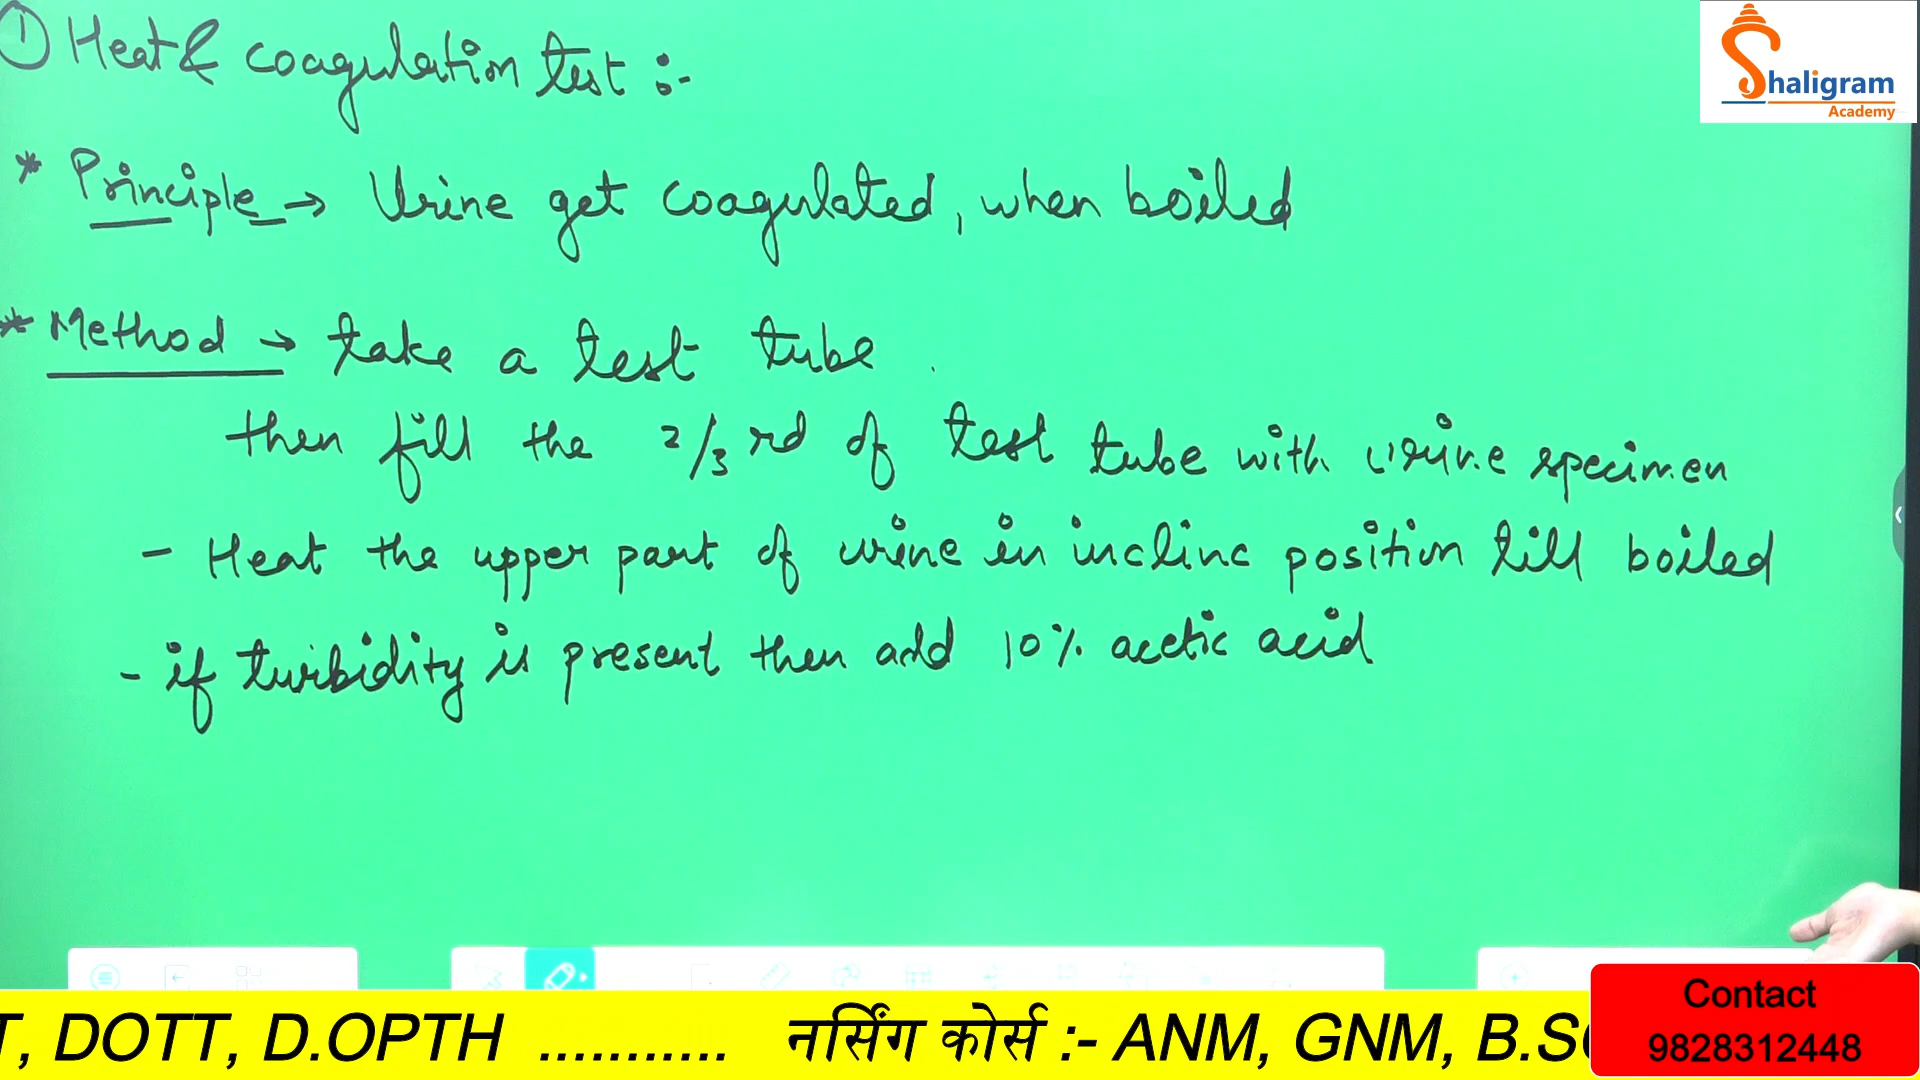 ① Heat & coagulation test :-
Shaligram
Academy
* Principle → Urine get coagulated, when boiled
* Method → take a test tube.
then fill the 2/3 rd of test tube with urine specimen
- Heat the upper part of urine in incline position till boiled
- if turbidity is present then add 10% acetic acid
T, DOTT, D.OPTH ........... नर्सिंग कोर्स :- ANM, GNM, B.S
Contact
9828312448